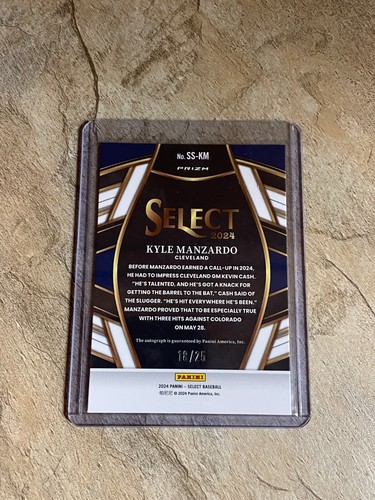 No. SS-KM
PRIZM
SELECT
2024
KYLE MANZARDO
CLEVELAND
BEFORE MANZARDO EARNED A CALL-UP IN 2024,
HE HAD TO IMPRESS CLEVELAND GM KEVIN CASH.
"HE'S TALENTED, AND HE'S GOT A KNACK FOR
GETTING THE BARREL TO THE BAT," CASH SAID OF
THE SLUGGER. "HE'S HIT EVERYWHERE HE'S BEEN."
MANZARDO PROVED THAT TO BE ESPECIALLY TRUE
WITH THREE HITS AGAINST COLORADO
ON MAY 28.
The autograph is guaranteed by Panini America, Inc.
18/25
PANINI
2024 PANINI - SELECT BASEBALL
帕尼尼 © 2024 Panini America, Inc.